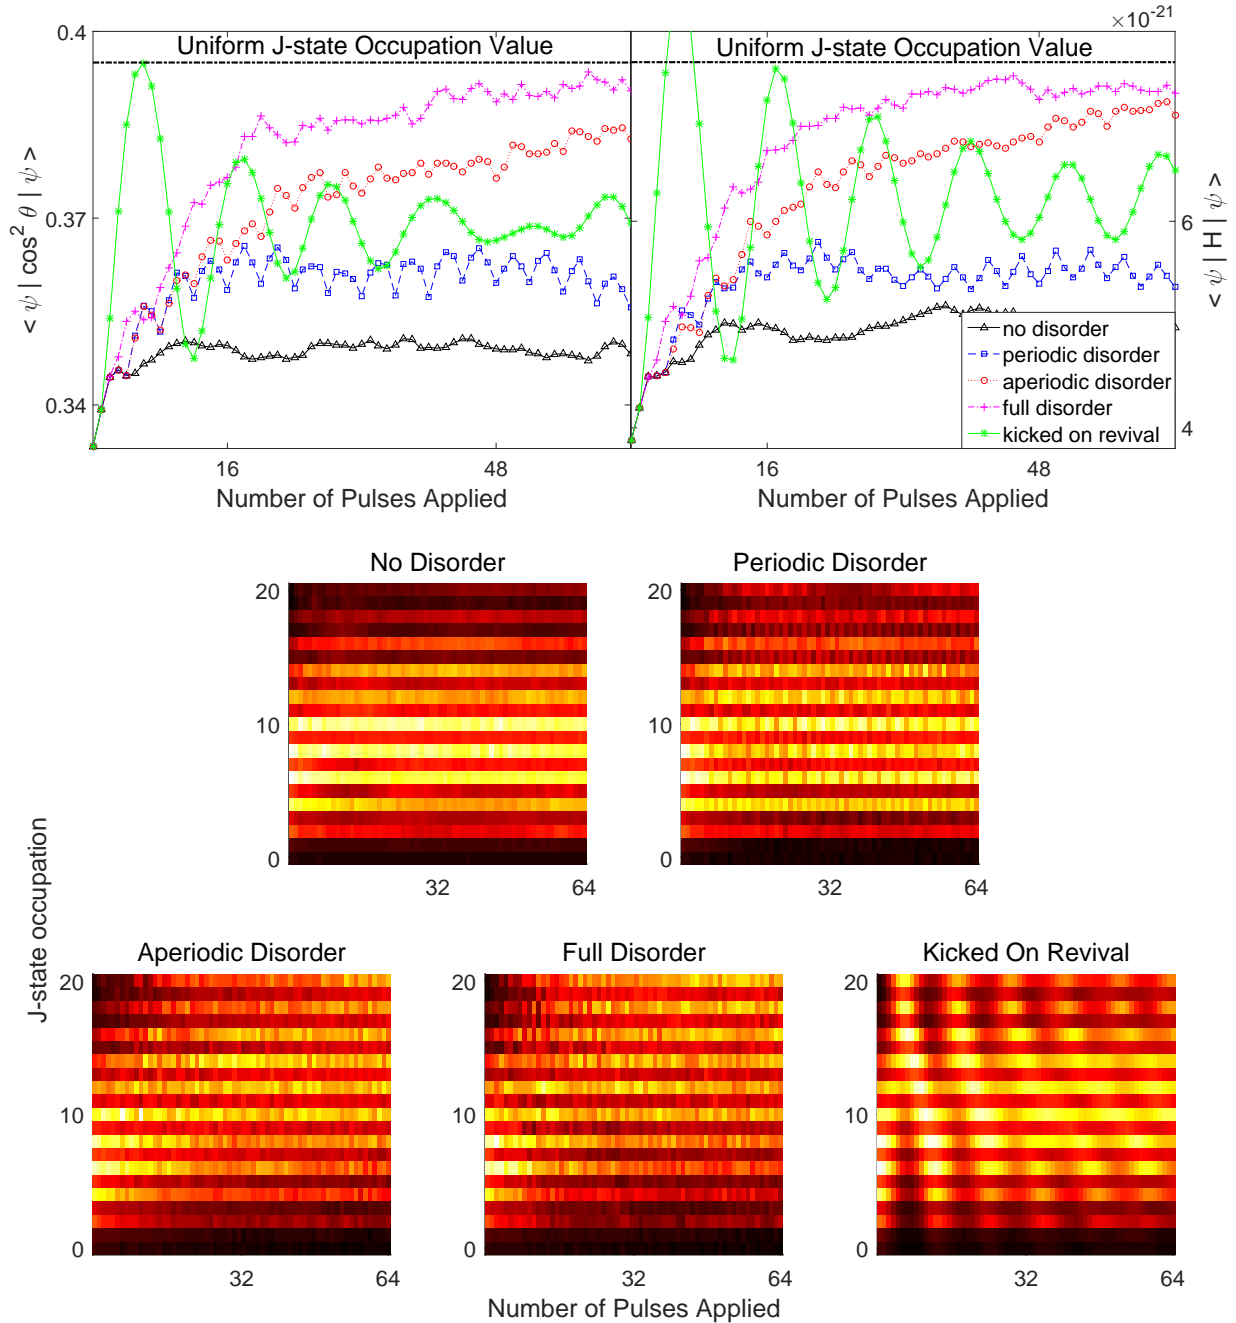 ×10⁻²¹
0.4
Uniform J-state Occupation Value
Uniform J-state Occupation Value
< ψ | cos² θ | ψ >
0.37
0.34
6
4
< ψ | H | ψ >
no disorder
periodic disorder
aperiodic disorder
full disorder
kicked on revival
16
48
16
48
Number of Pulses Applied
Number of Pulses Applied
No Disorder
Periodic Disorder
20
10
0
20
10
0
32
64
32
64
J-state occupation
Aperiodic Disorder
Full Disorder
Kicked On Revival
20
10
0
20
10
0
20
10
0
32
64
32
64
32
64
Number of Pulses Applied